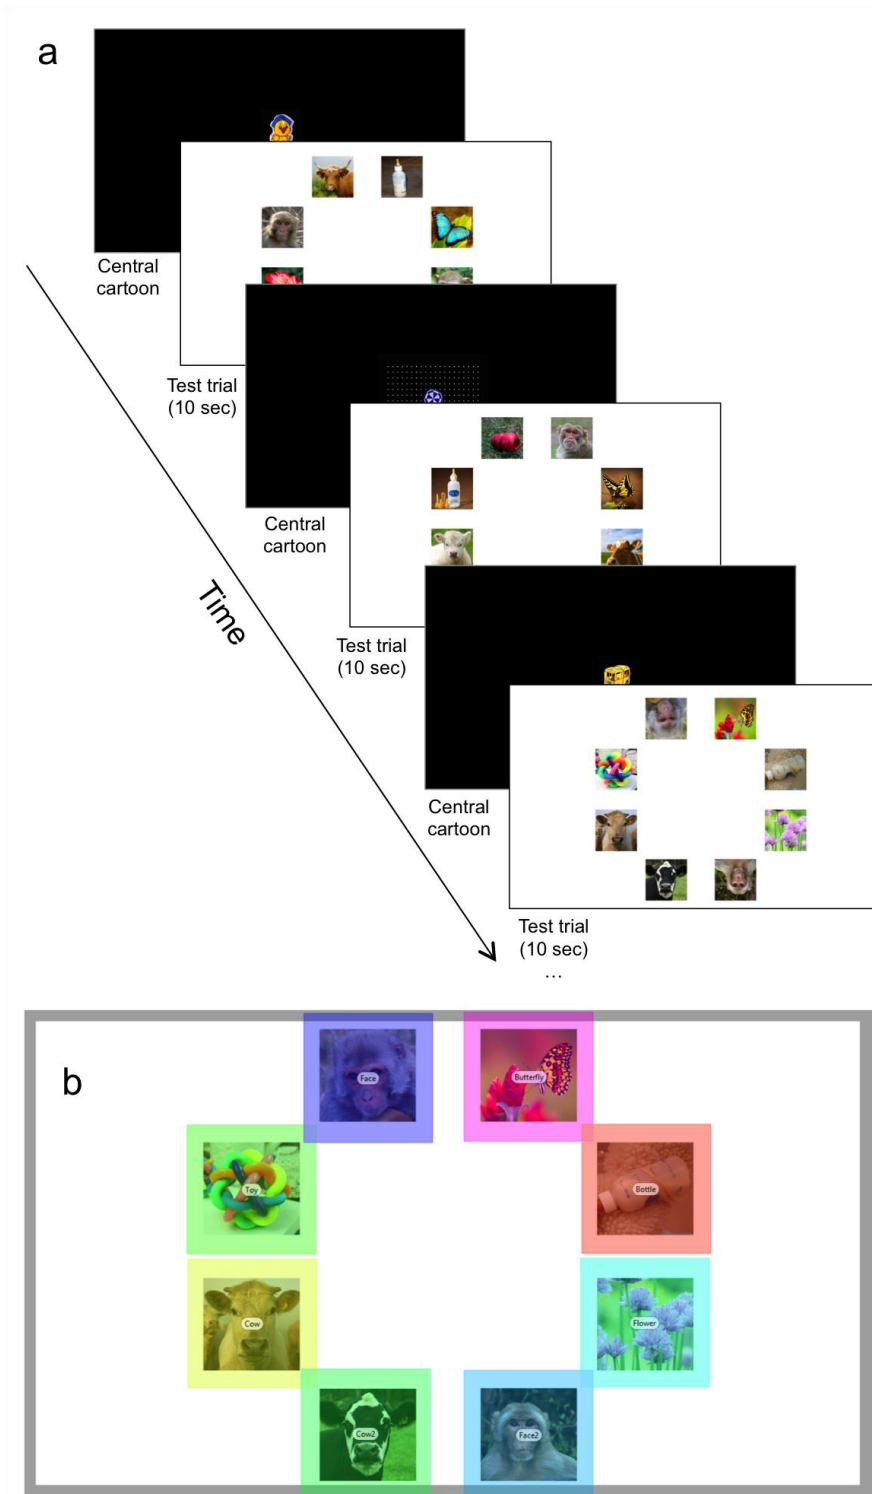 a
Central
cartoon
Test trial
(10 sec)
Central
cartoon
Time
Test trial
(10 sec)
Central
cartoon
Test trial
(10 sec)
...
b
Face
Butterfly
Toy
Bottle
Cow
Flower
Cow2
Face2